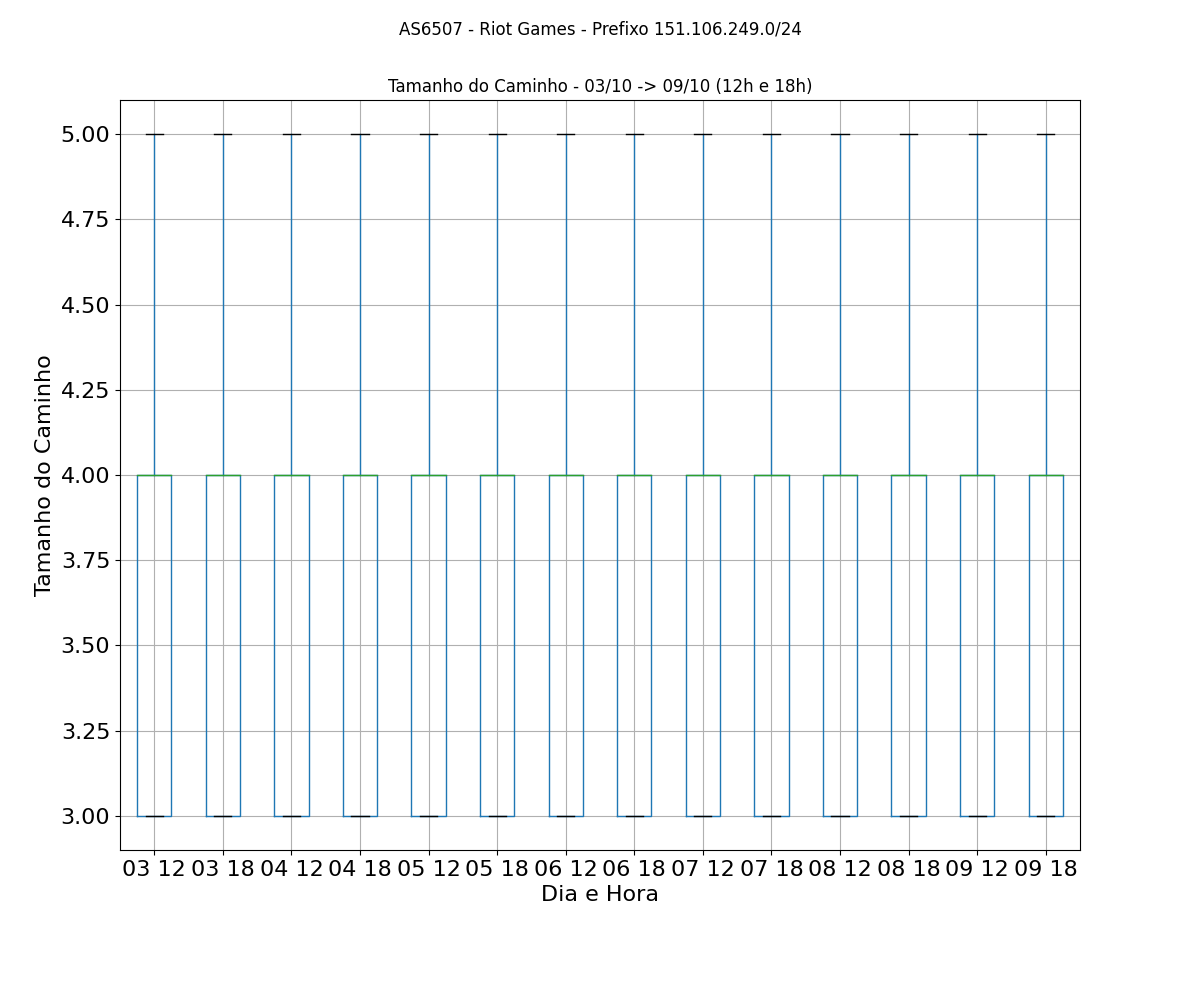 AS6507 - Riot Games - Prefixo 151.106.249.0/24
Tamanho do Caminho - 03/10 -> 09/10 (12h e 18h)
5.00
4.75
4.50
4.25
4.00
3.75
3.50
3.25
3.00
Tamanho do Caminho
03 12 03 18 04 12 04 18 05 12 05 18 06 12 06 18 07 12 07 18 08 12 08 18 09 12 09 18
Dia e Hora